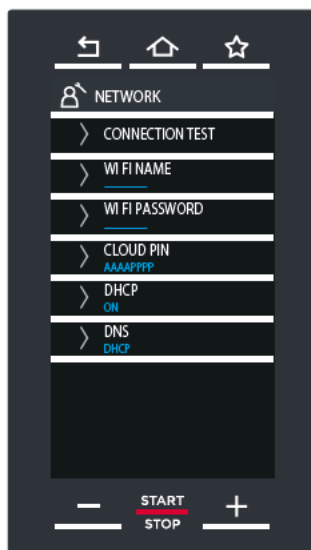 NETWORK
CONNECTION TEST
WI FI NAME
WI FI PASSWORD
CLOUD PIN
AAAAPPPP
DHCP
ON
DNS
DHCP
START
STOP